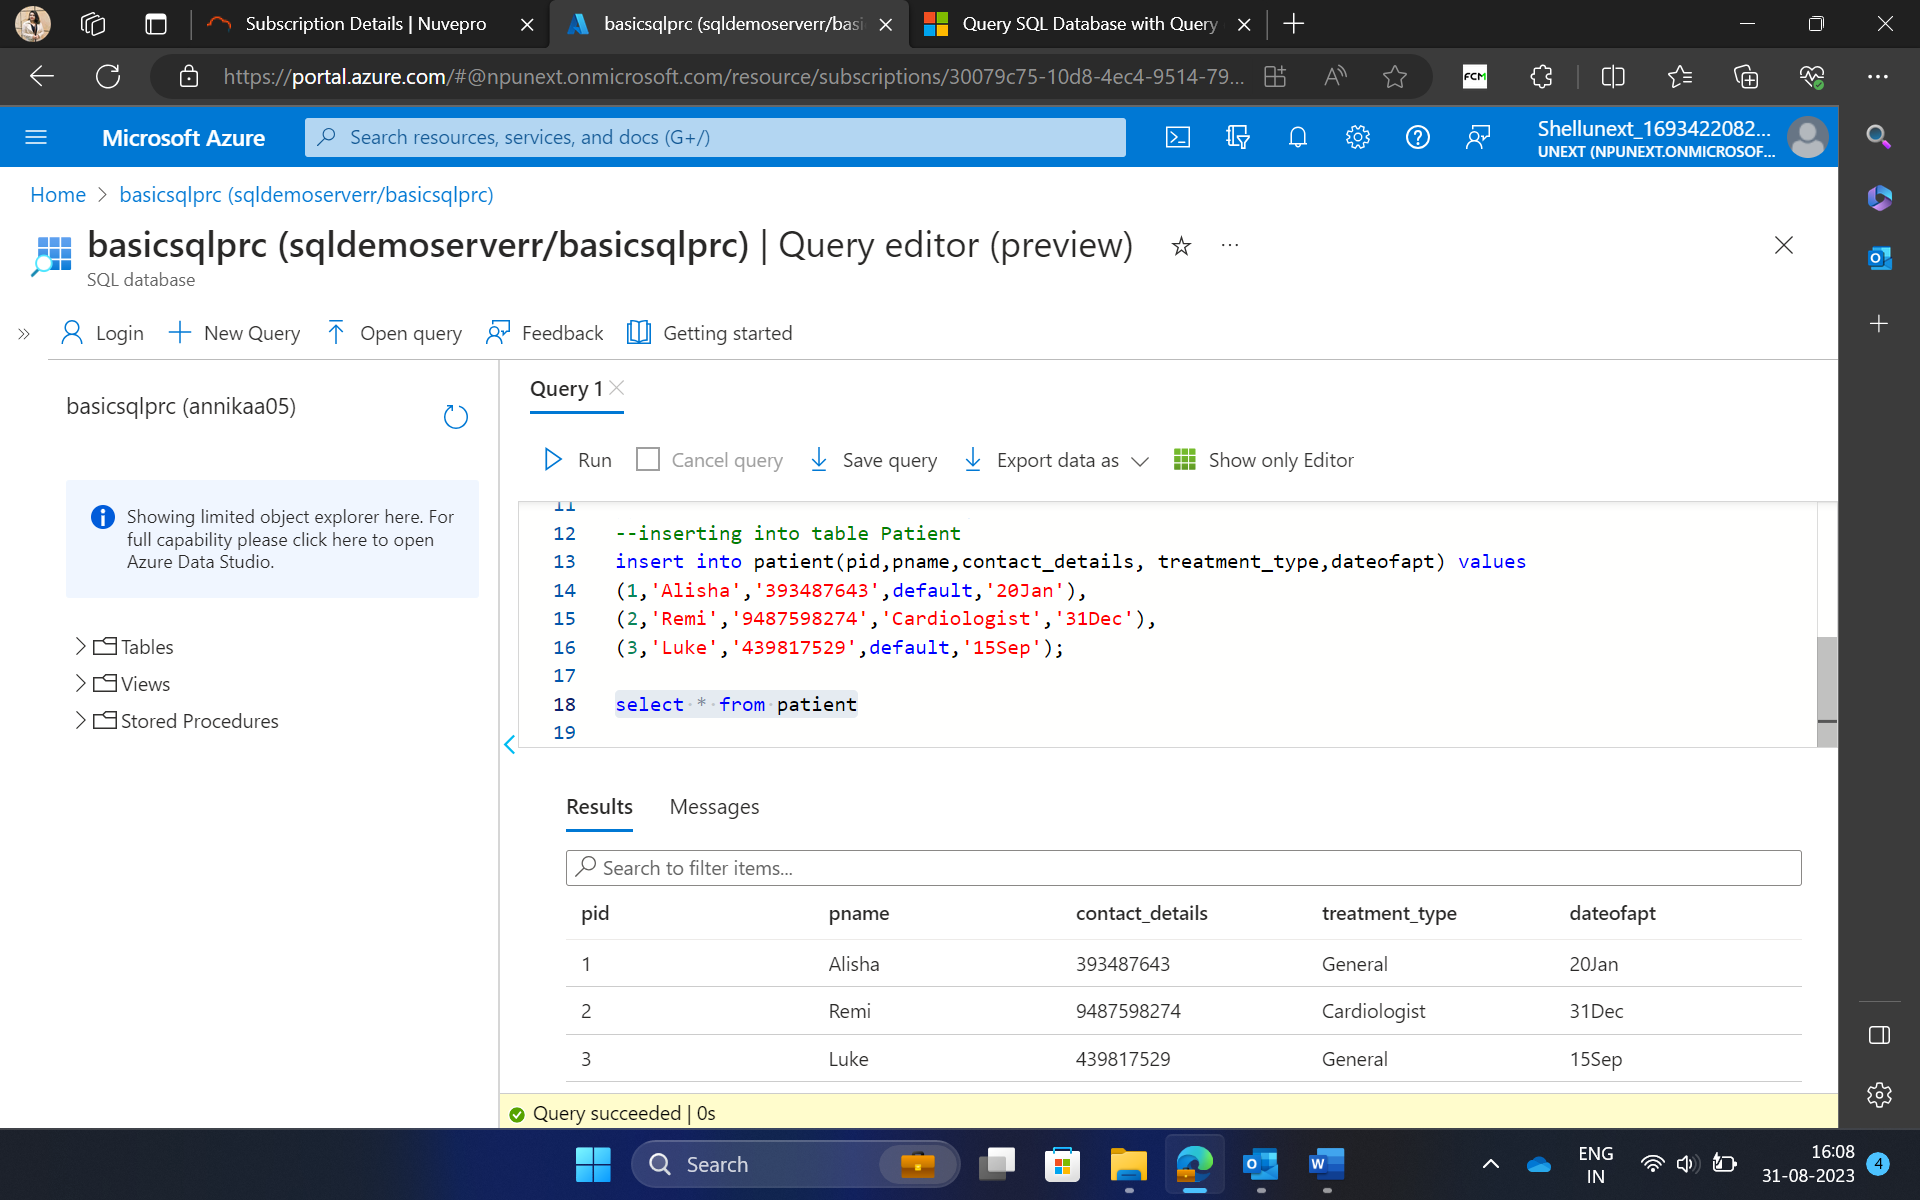 Subscription Details | Nuvepro
basicsqlprc (sqldemoserverr/basi
Query SQL Database with Query
https://portal.azure.com/#@npunext.onmicrosoft.com/resource/subscriptions/30079c75-10d8-4ec4-9514-79...
FCM
Microsoft Azure
Search resources, services, and docs (G+/)
Shellunext_1693422082...
UNEXT (NPUNEXT.ONMICROSOF...
Home > basicsqlprc (sqldemoserverr/basicsqlprc)
basicsqlprc (sqldemoserverr/basicsqlprc) | Query editor (preview)
SQL database
Login
New Query
Open query
Feedback
Getting started
basicsqlprc (annikaa05)
Showing limited object explorer here. For
full capability please click here to open
Azure Data Studio.
Tables
Views
Stored Procedures
Query 1
Run
Cancel query
Save query
Export data as
Show only Editor
11
12 --inserting into table Patient
13 insert into patient(pid,pname,contact_details, treatment_type,dateofapt) values
14 (1,'Alisha','393487643',default,'20Jan'),
15 (2,'Remi','9487598274','Cardiologist','31Dec'),
16 (3,'Luke','439817529',default,'15Sep');
17
18 select * from patient
19
Results
Messages
Search to filter items...
pid pname contact_details treatment_type dateofapt
1 Alisha 393487643 General 20Jan
2 Remi 9487598274 Cardiologist 31Dec
3 Luke 439817529 General 15Sep
Query succeeded | 0s
Search
ENG
IN
16:08
31-08-2023
4